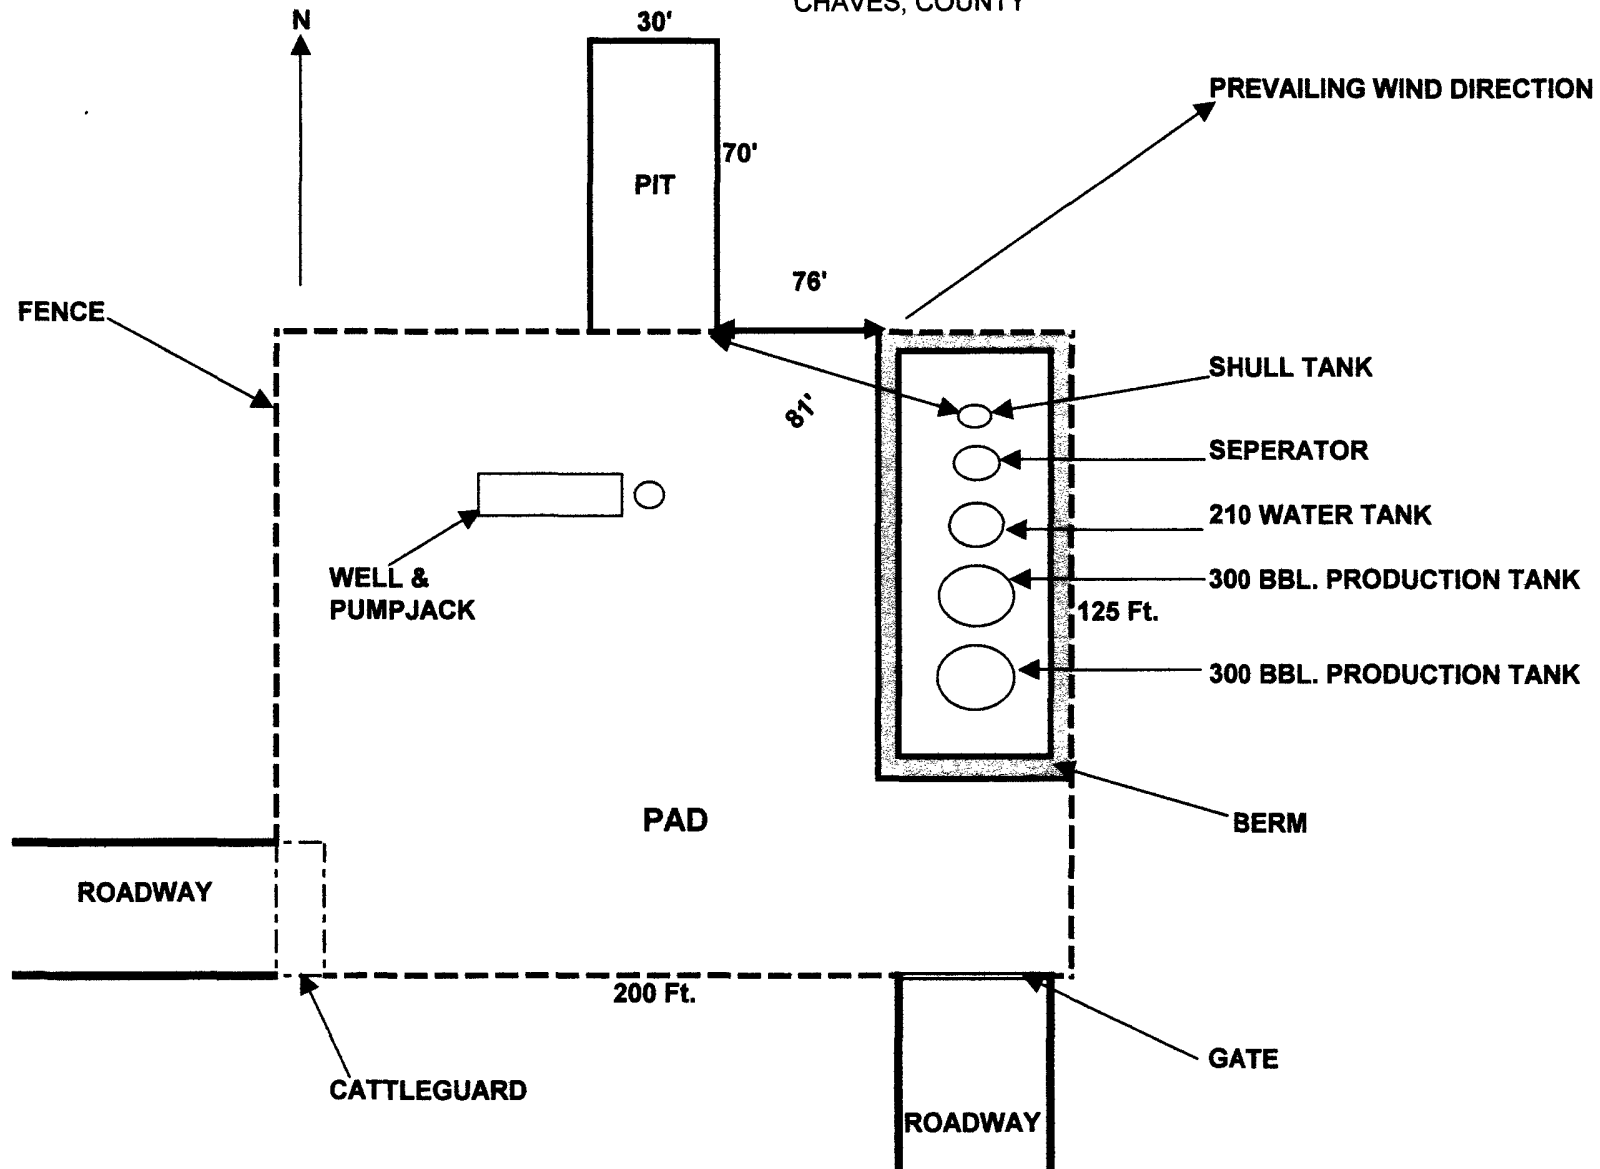 CHAVES, COUNTY
N
30'
PREVAILING WIND DIRECTION
70'
PIT
76'
FENCE
SHULL TANK
81'
SEPERATOR
210 WATER TANK
WELL &
PUMPJACK
300 BBL. PRODUCTION TANK
125 Ft.
300 BBL. PRODUCTION TANK
PAD
BERM
ROADWAY
200 Ft.
GATE
CATTLEGUARD
ROADWAY